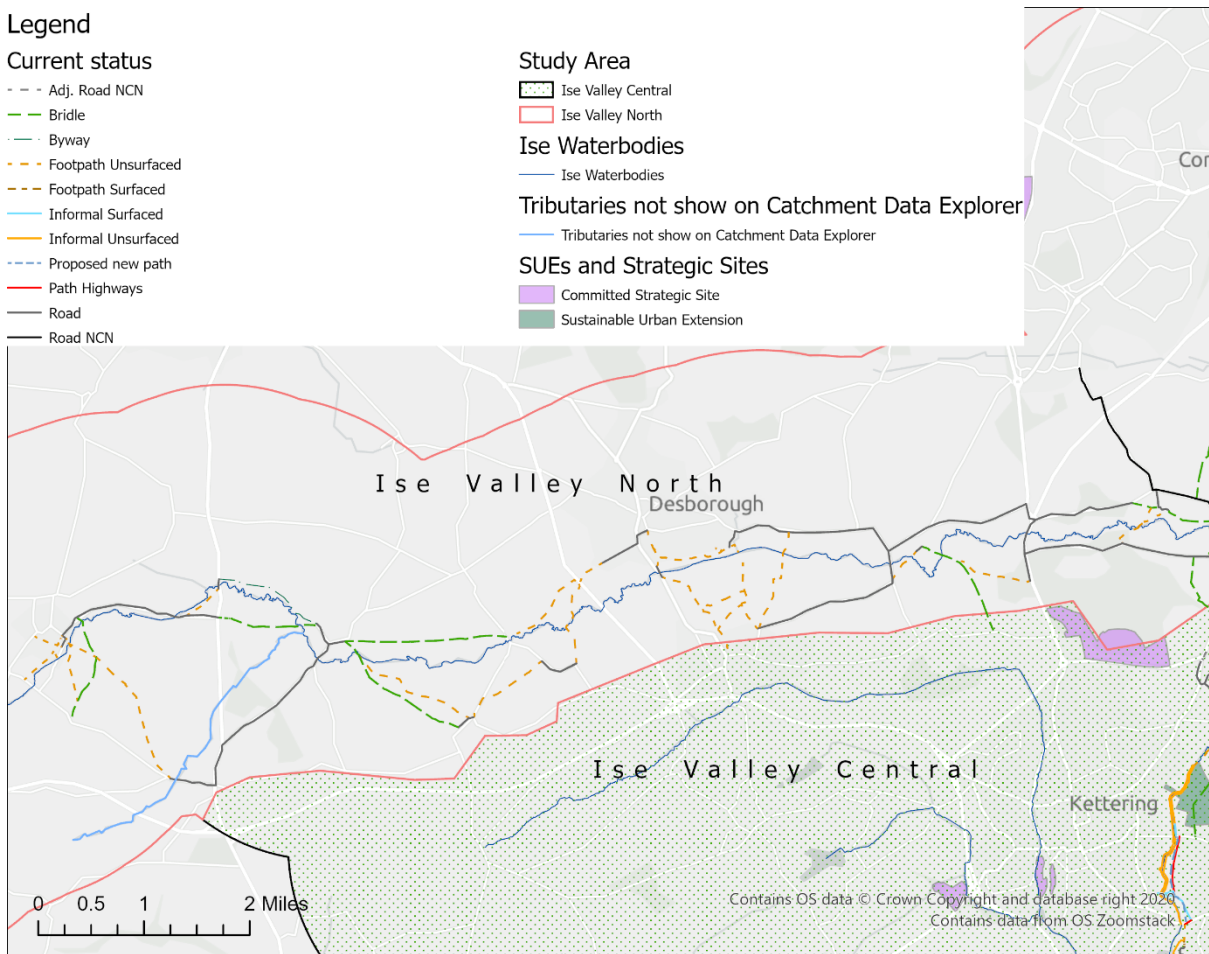 Legend
Current status
Adj. Road NCN
Bridle
Byway
Footpath Unsurfaced
Footpath Surfaced
Informal Surfaced
Informal Unsurfaced
Proposed new path
Path Highways
Road
Road NCN
Study Area
Ise Valley Central
Ise Valley North
Ise Waterbodies
Ise Waterbodies
Tributaries not show on Catchment Data Explorer
Tributaries not show on Catchment Data Explorer
SUEs and Strategic Sites
Committed Strategic Site
Sustainable Urban Extension
Cor
Ise Valley North
Desborough
Ise Valley Central
Kettering
0 0.5 1 2 Miles
Contains OS data © Crown Copyright and database right 2020
Contains data from OS Zoomstack